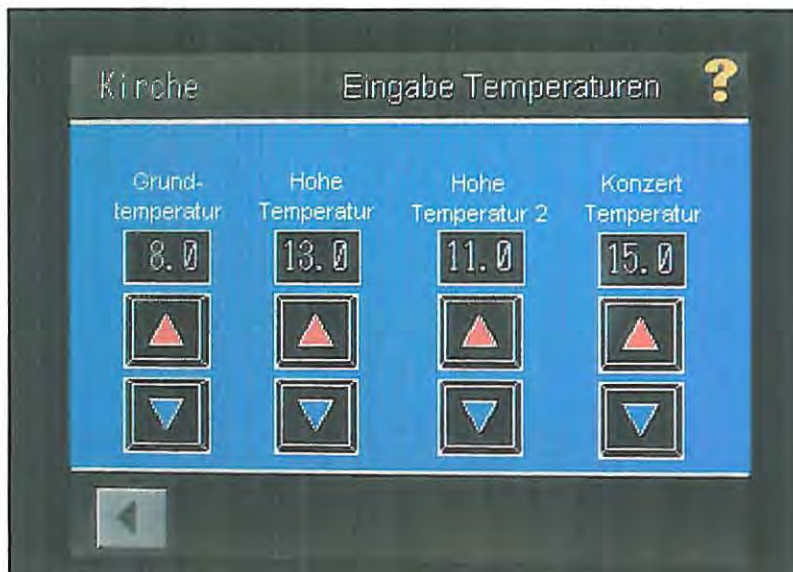 Kirche
Eingabe Temperaturen
?
Grund-
temperatur
8.0
Hohe
Temperatur
13.0
Hohe
Temperatur 2
11.0
Konzert
Temperatur
15.0